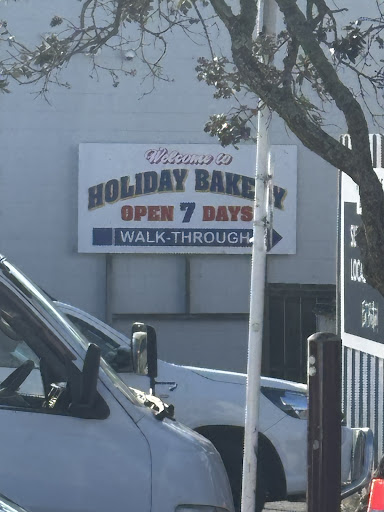 Welcome to
HOLIDAY BAKERY
OPEN 7 DAYS
WALK-THROUGH